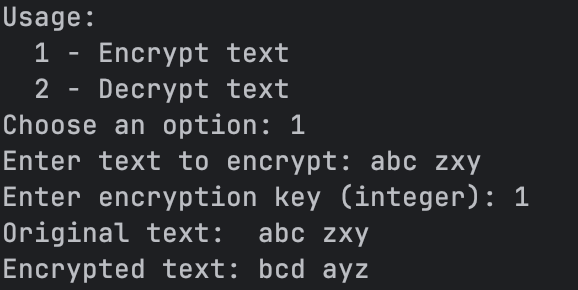 Usage:
  1 - Encrypt text
  2 - Decrypt text
Choose an option: 1
Enter text to encrypt: abc zxy
Enter encryption key (integer): 1
Original text:  abc zxy
Encrypted text: bcd ayz